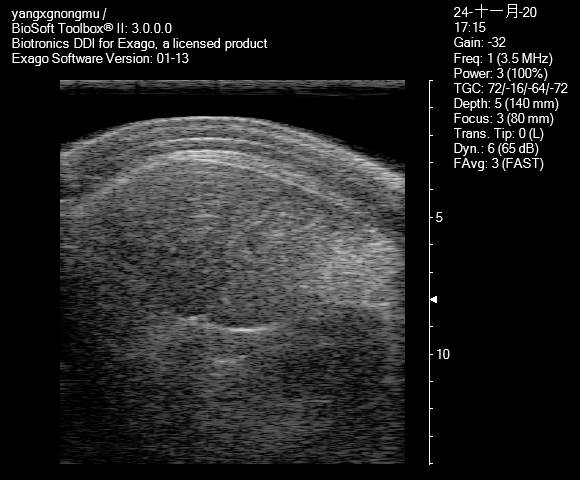 yangxgnongmu /
BioSoft Toolbox® II: 3.0.0.0
Biotronics DDI for Exago, a licensed product
Exago Software Version: 01-13
24-十一月-20
17:15
Gain: -32
Freq: 1 (3.5 MHz)
Power: 3 (100%)
TGC: 72/-16/-64/-72
Depth: 5 (140 mm)
Focus: 3 (80 mm)
Trans. Tip: 0 (L)
Dyn.: 6 (65 dB)
FAvg: 3 (FAST)
5
10